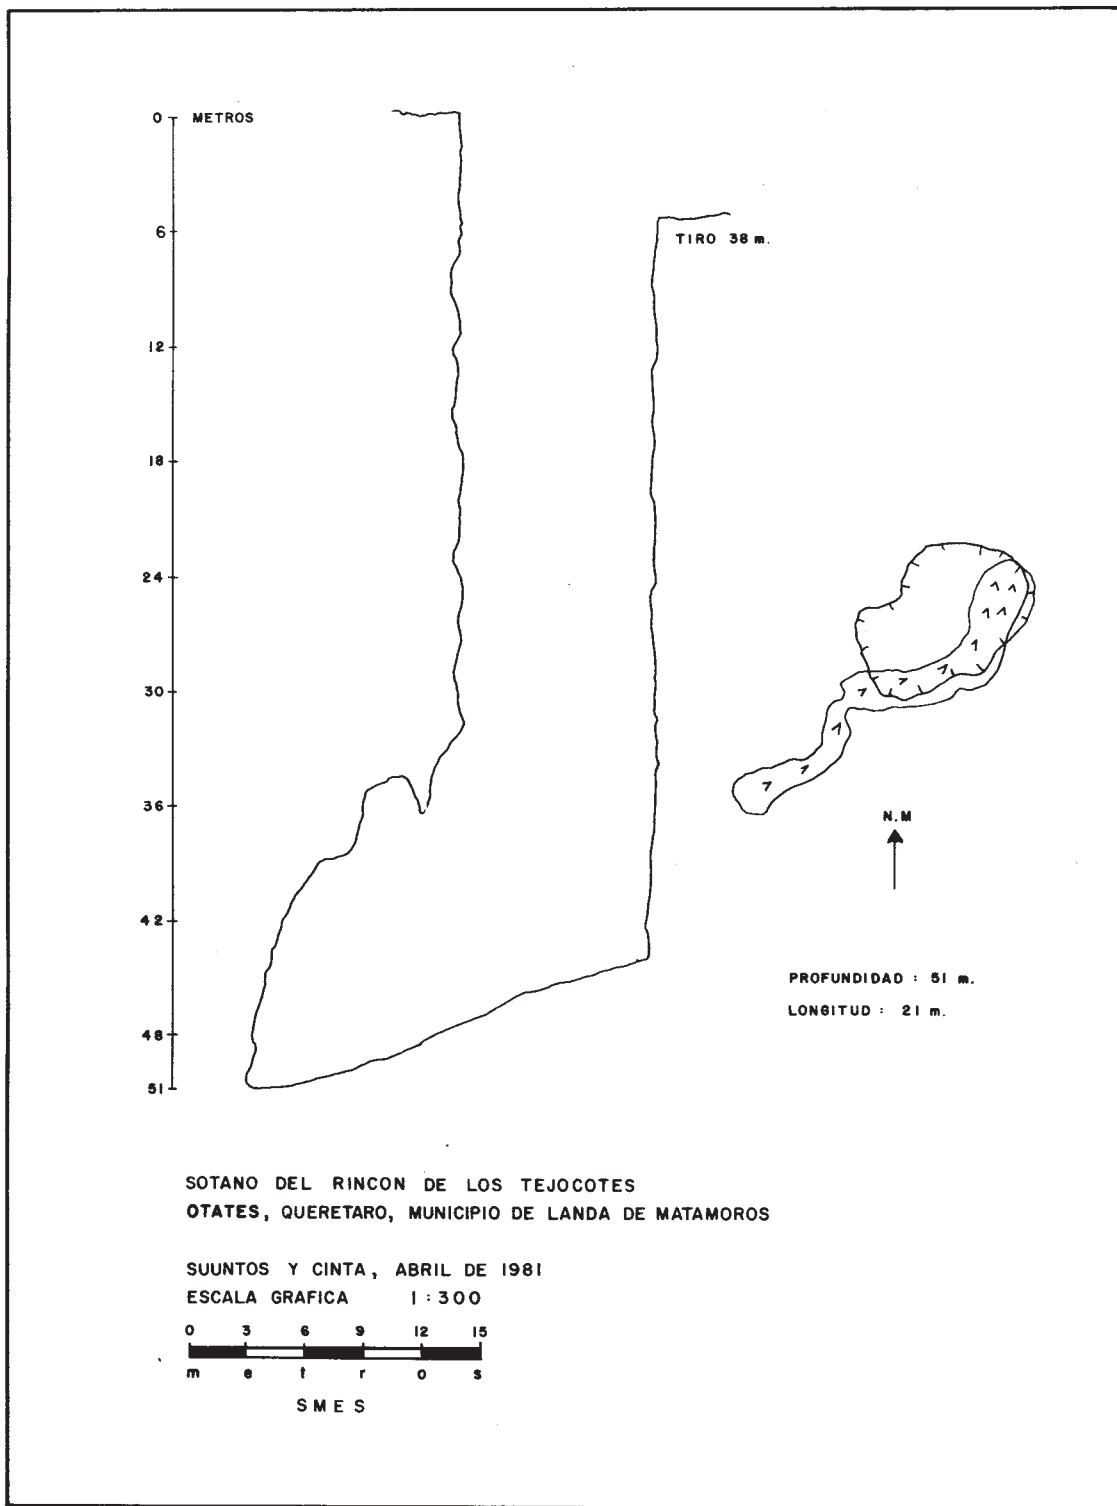 0 METROS
6
TIRO 38 m.
12
18
24
30
36
N.M
42
PROFUNDIDAD : 51 m.
LONGITUD : 21 m.
48
51
SOTANO DEL RINCON DE LOS TEJOCOTES
OTATES, QUERETARO, MUNICIPIO DE LANDA DE MATAMOROS
SUUNTOS Y CINTA, ABRIL DE 1981
ESCALA GRAFICA 1 : 300
0 3 6 9 12 15
m e t r o s
SMES